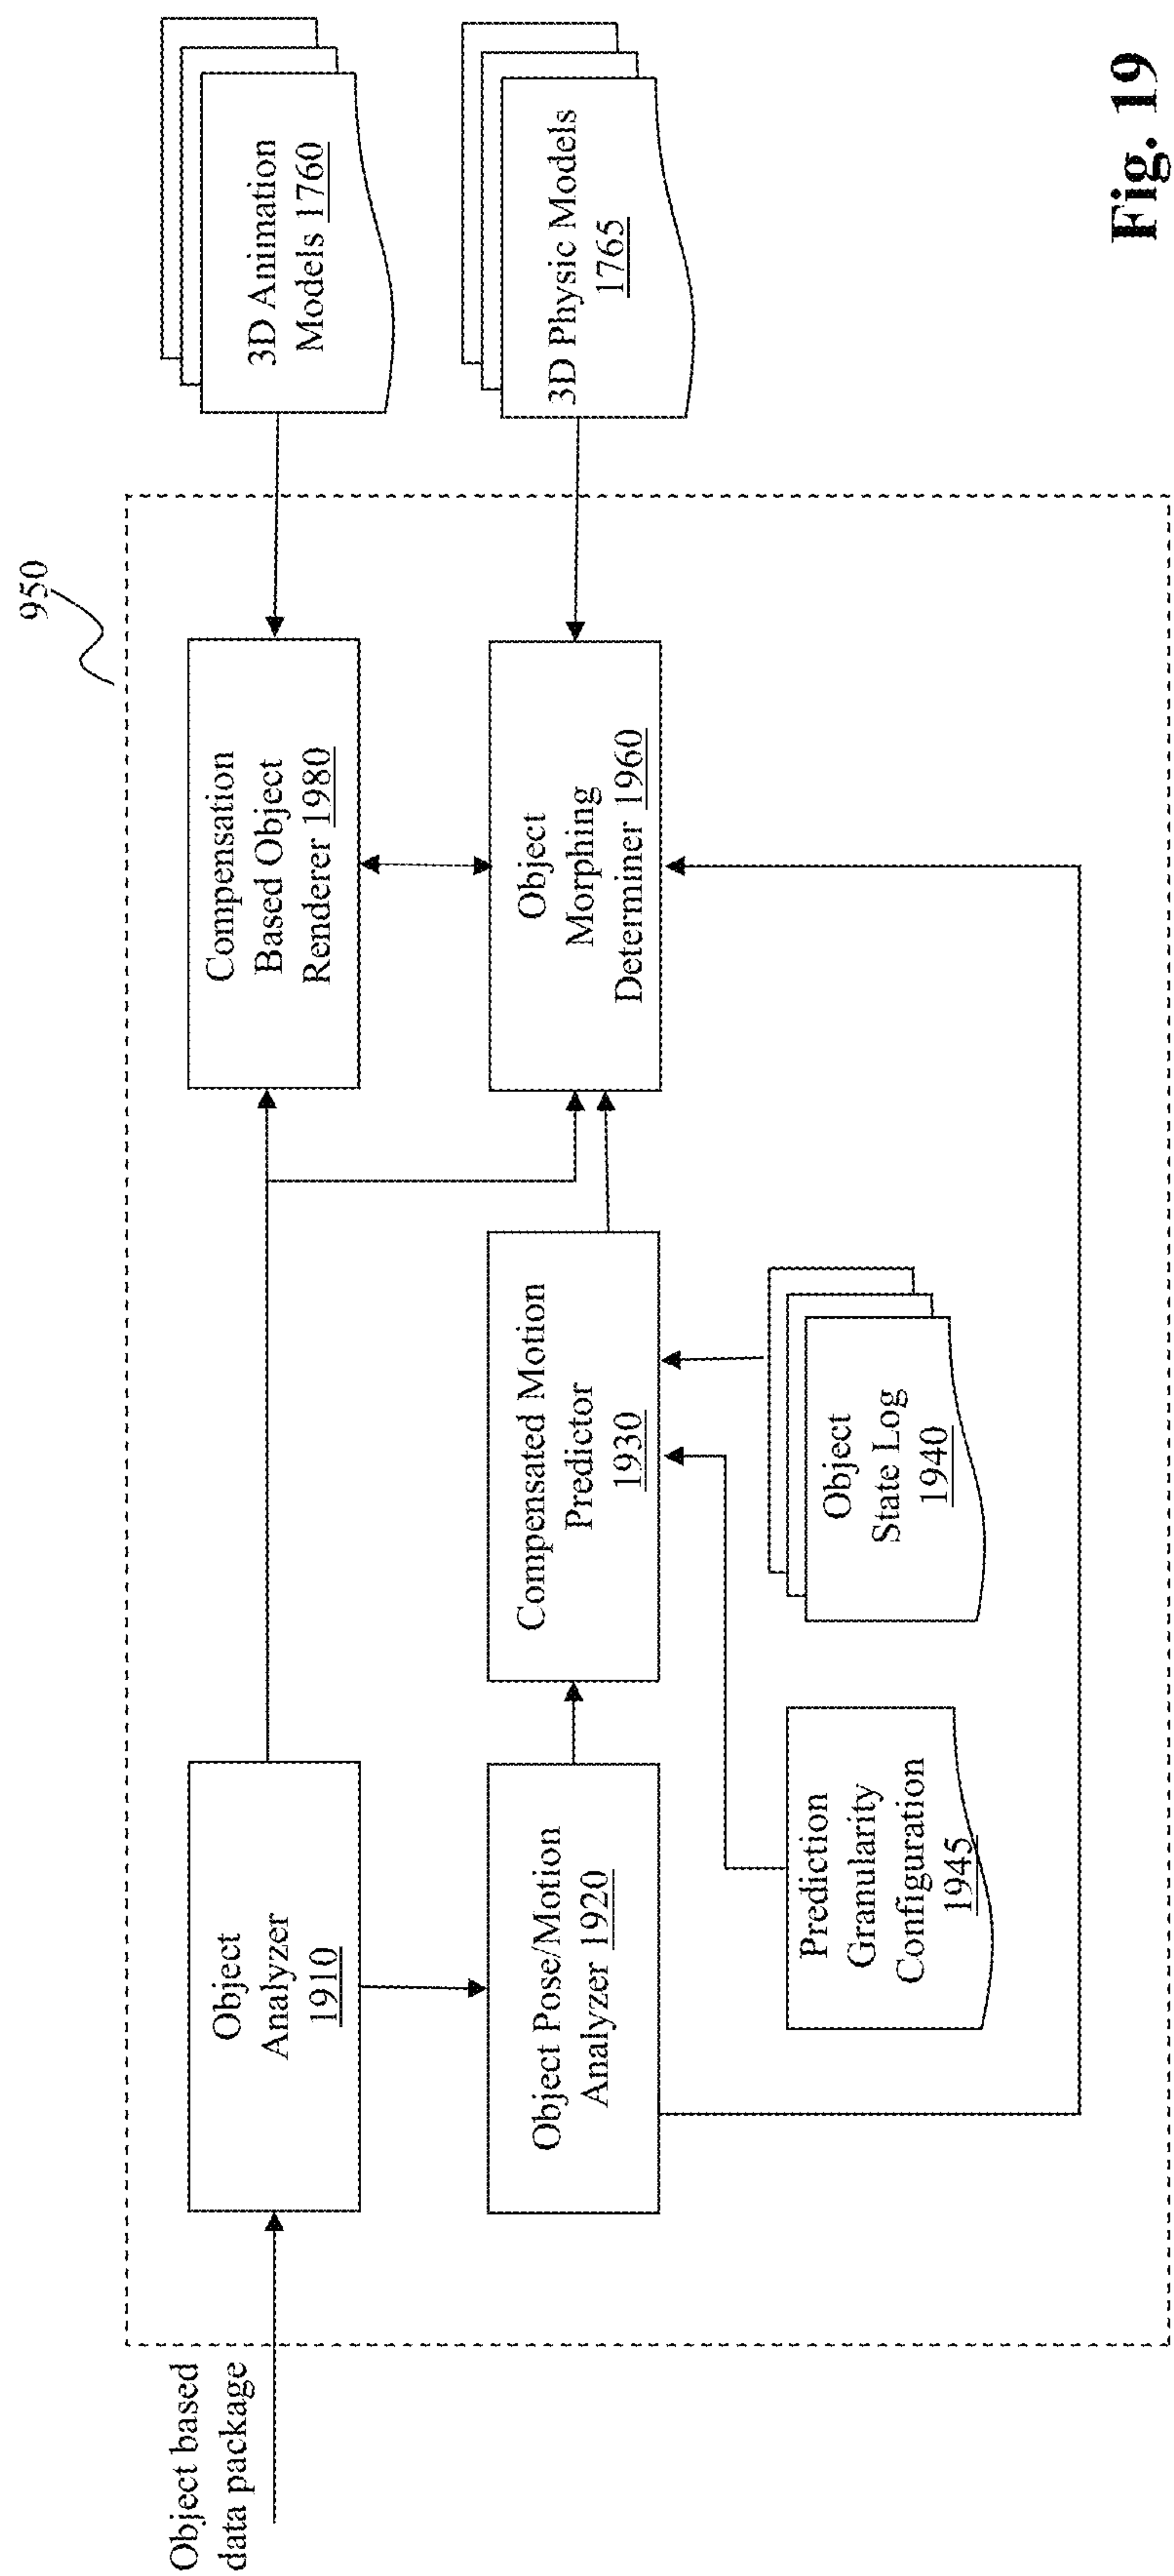 950
Object based
data package
Object
Analyzer
1910
Compensation
Based Object
Renderer 1980
3D Animation
Models 1760
Object Pose/Motion
Analyzer 1920
Compensated Motion
Predictor
1930
Object
Morphing
Determiner 1960
3D Physic Models
1765
Prediction
Granularity
Configuration
1945
Object
State Log
1940
Fig. 19